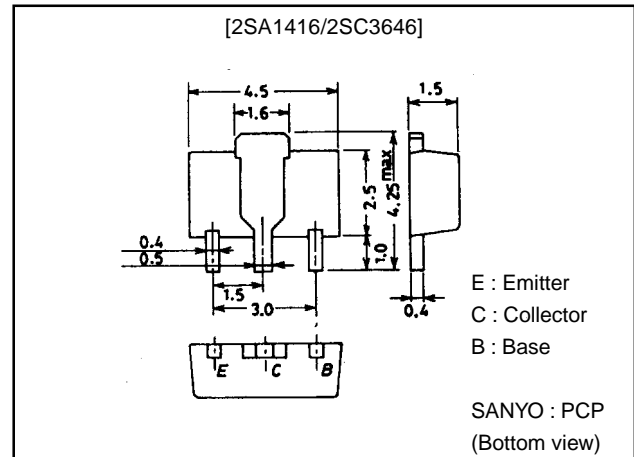 [2SA1416/2SC3646]
4.5
1.6
1.5
2.5
4.25max
1.0
0.4
0.5
1.5
3.0
0.4
E C B
E : Emitter
C : Collector
B : Base
SANYO : PCP
(Bottom view)